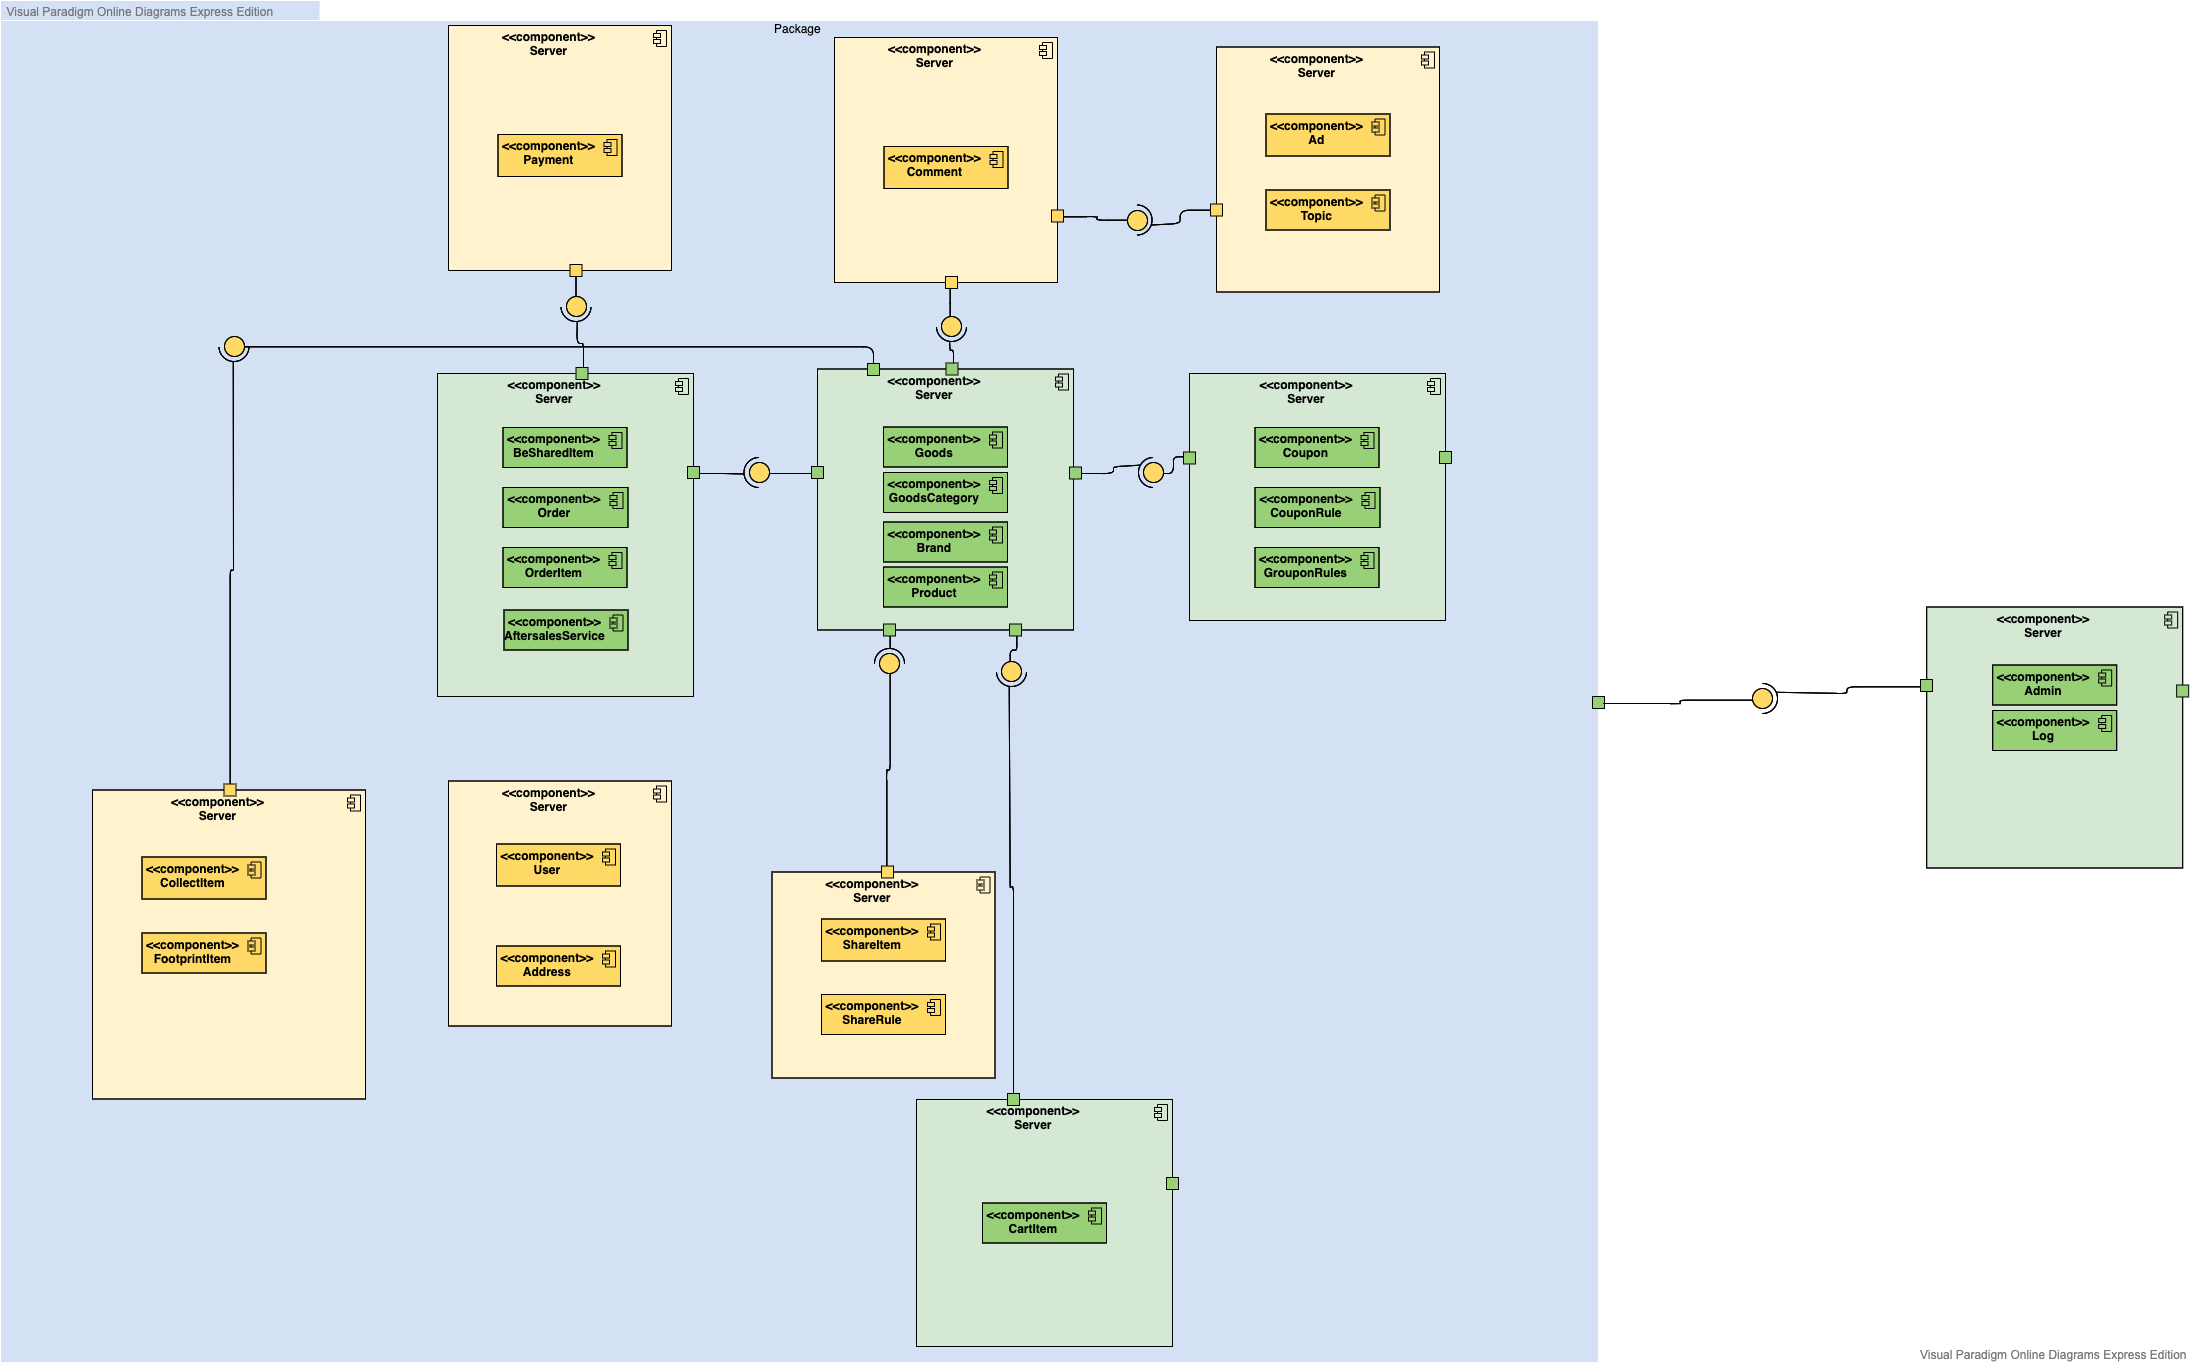 Visual Paradigm Online Diagrams Express Edition
Package
<<component>>
Server
<<component>>
Payment
<<component>>
Server
<<component>>
Comment
<<component>>
Server
<<component>>
Ad
<<component>>
Topic
<<component>>
Server
<<component>>
BeSharedItem
<<component>>
Order
<<component>>
OrderItem
<<component>>
AftersalesService
<<component>>
Server
<<component>>
Goods
<<component>>
GoodsCategory
<<component>>
Brand
<<component>>
Product
<<component>>
Server
<<component>>
Coupon
<<component>>
CouponRule
<<component>>
GrouponRules
<<component>>
Server
<<component>>
Admin
<<component>>
Log
<<component>>
Server
<<component>>
CollectItem
<<component>>
FootprintItem
<<component>>
Server
<<component>>
User
<<component>>
Address
<<component>>
Server
<<component>>
ShareItem
<<component>>
ShareRule
<<component>>
Server
<<component>>
CartItem
Visual Paradigm Online Diagrams Express Edition